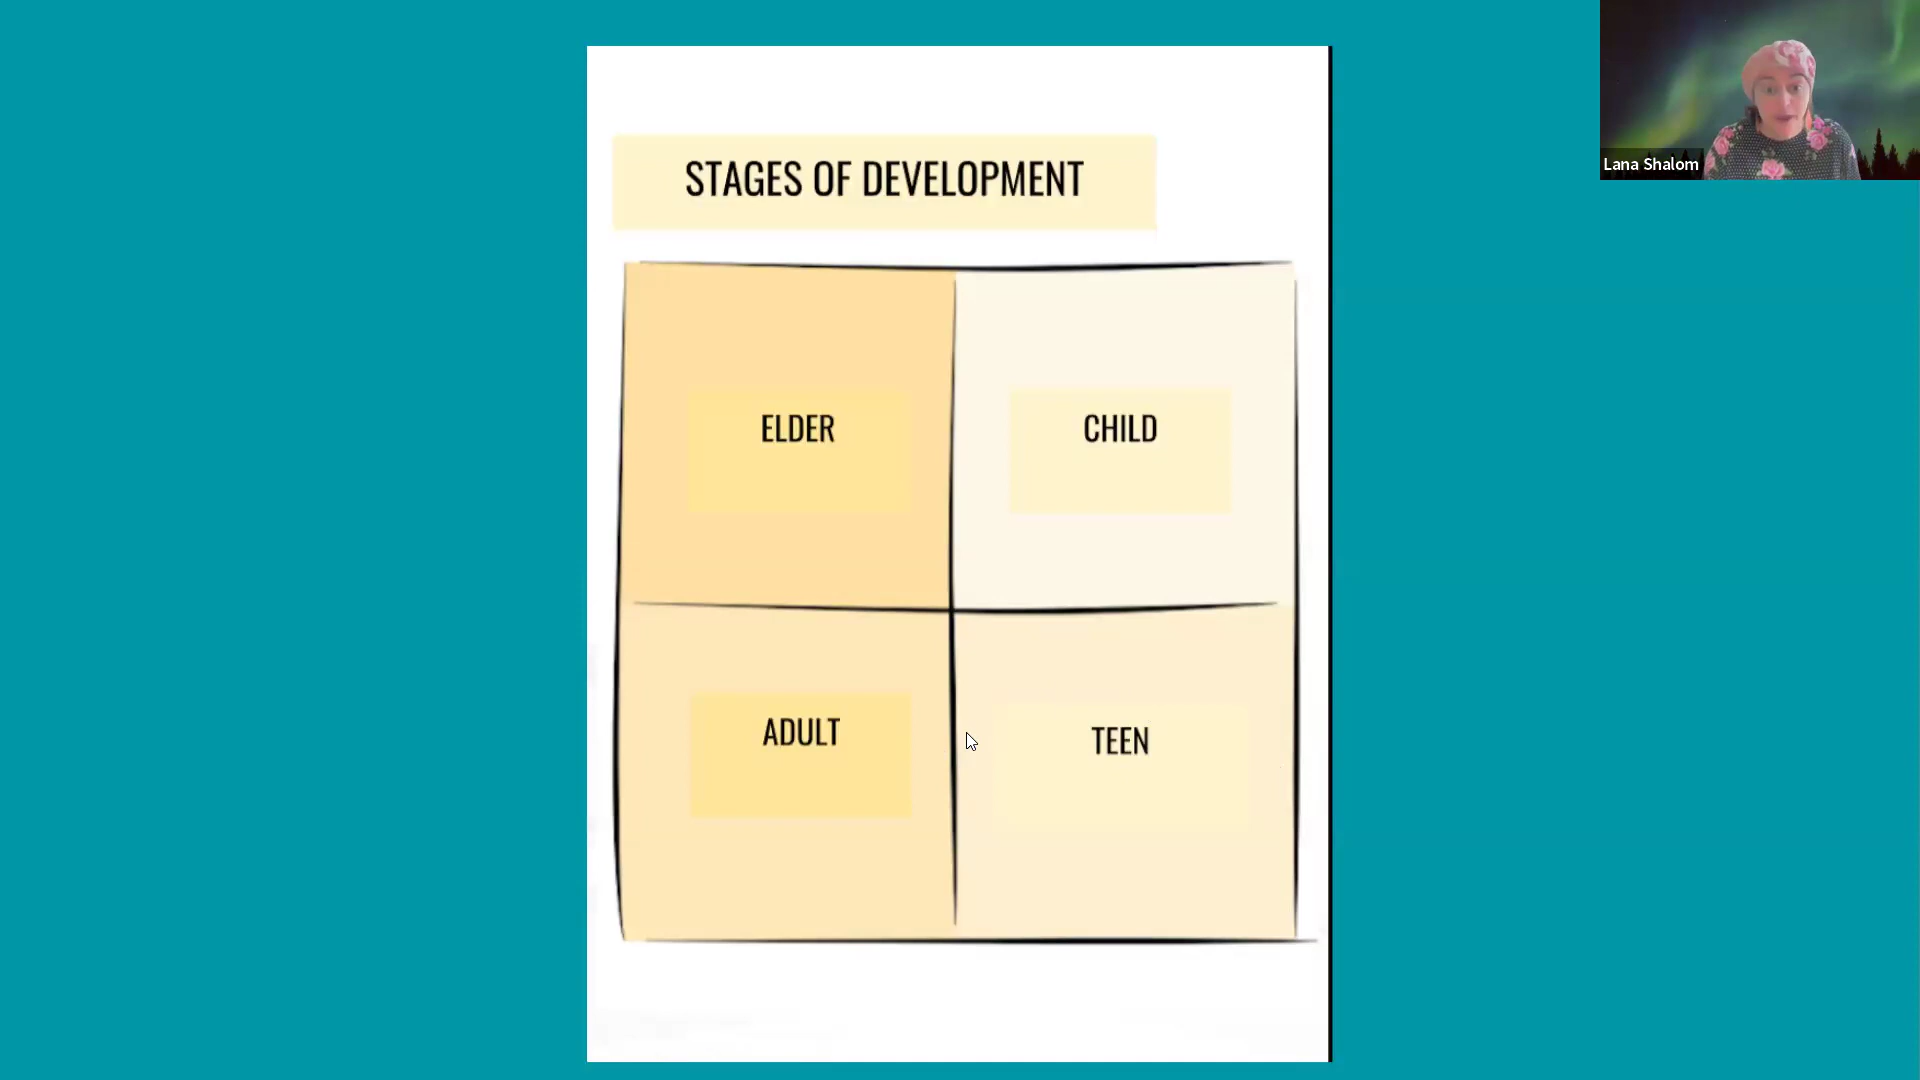 STAGES OF DEVELOPMENT
ELDER
CHILD
ADULT
TEEN
Lana Shalom